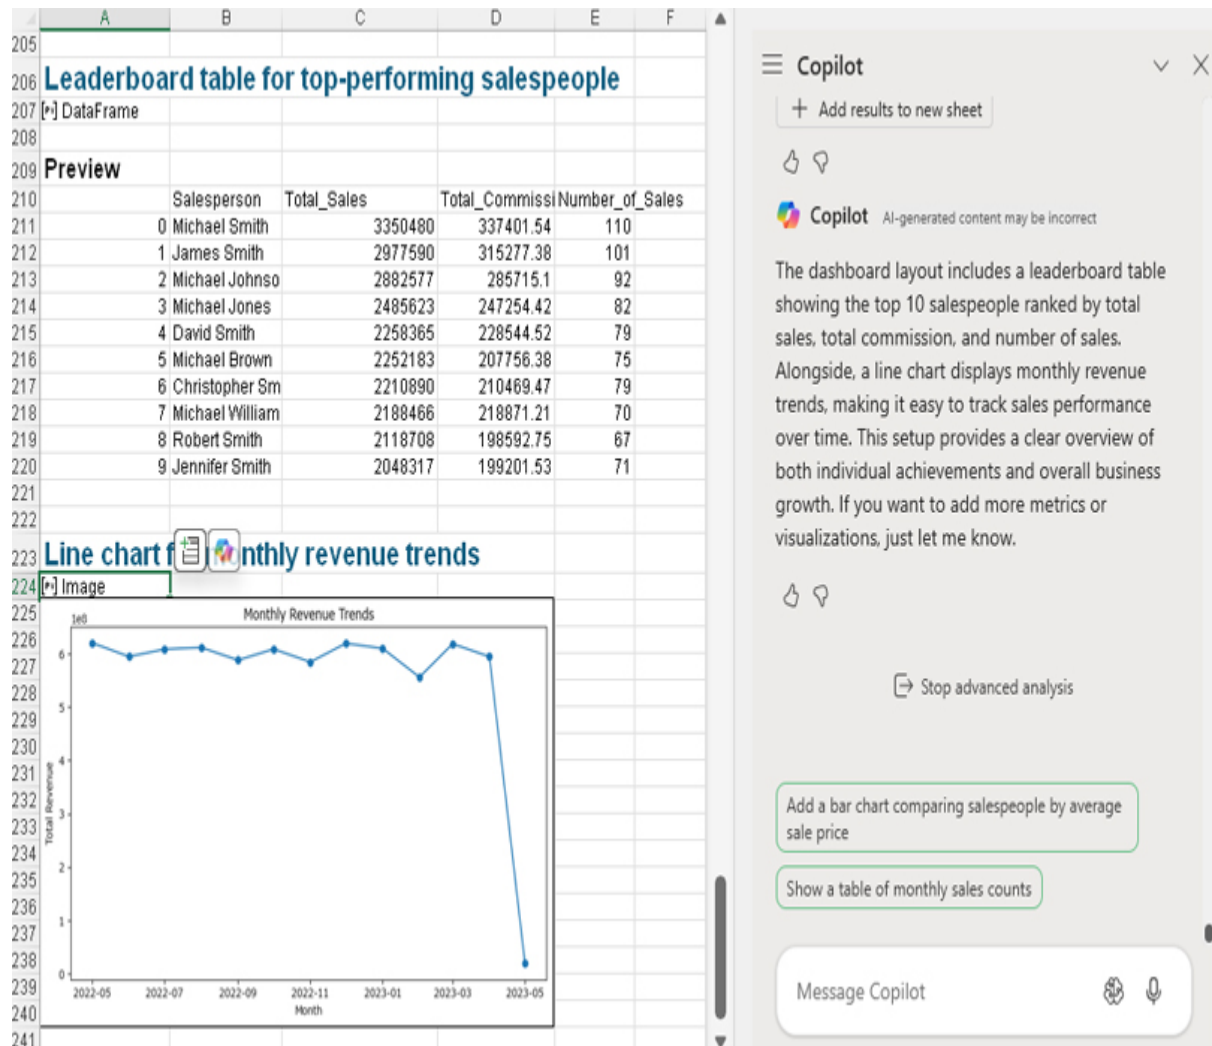 A B C D E F
205
206 Leaderboard table for top-performing salespeople
207 DataFrame
208
209 Preview
210 Salesperson Total_Sales Total_Commissi Number_of_Sales
211 0 Michael Smith 3350480 337401.54 110
212 1 James Smith 2977590 315277.38 101
213 2 Michael Johnso 2882577 285715.1 92
214 3 Michael Jones 2485623 247254.42 82
215 4 David Smith 2258365 228544.52 79
216 5 Michael Brown 2252183 207756.38 75
217 6 Christopher Sm 2210890 210469.47 79
218 7 Michael William 2188466 218871.21 70
219 8 Robert Smith 2118708 198592.75 67
220 9 Jennifer Smith 2048317 199201.53 71
221
222
223 Line chart f nthly revenue trends
224 Image
225
226
227
228
229
230
231
232
233
234
235
236
237
238
239
240
241
Monthly Revenue Trends
1e8
6
5
4
3
2
1
0
Total Revenue
2022-05 2022-07 2022-09 2022-11 2023-01 2023-03 2023-05
Month
Copilot
+ Add results to new sheet
Copilot AI-generated content may be incorrect
The dashboard layout includes a leaderboard table
showing the top 10 salespeople ranked by total
sales, total commission, and number of sales.
Alongside, a line chart displays monthly revenue
trends, making it easy to track sales performance
over time. This setup provides a clear overview of
both individual achievements and overall business
growth. If you want to add more metrics or
visualizations, just let me know.
Stop advanced analysis
Add a bar chart comparing salespeople by average
sale price
Show a table of monthly sales counts
Message Copilot